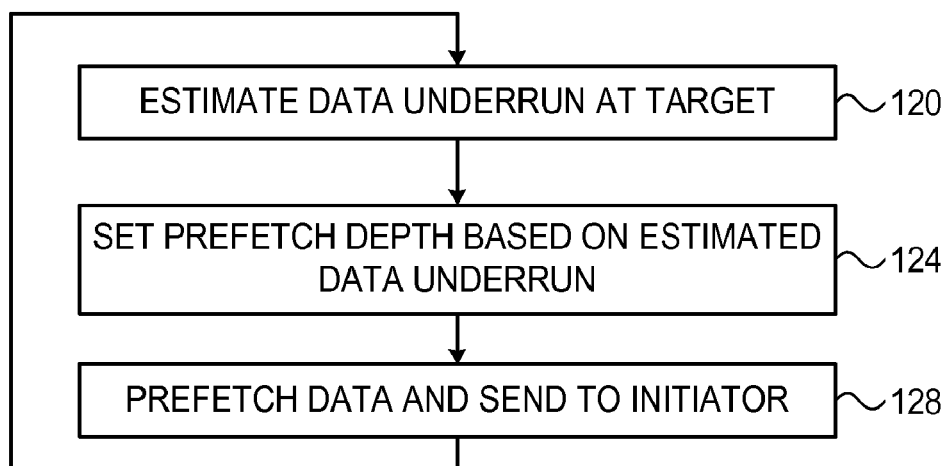 ESTIMATE DATA UNDERRUN AT TARGET 120
SET PREFETCH DEPTH BASED ON ESTIMATED
DATA UNDERRUN 124
PREFETCH DATA AND SEND TO INITIATOR 128